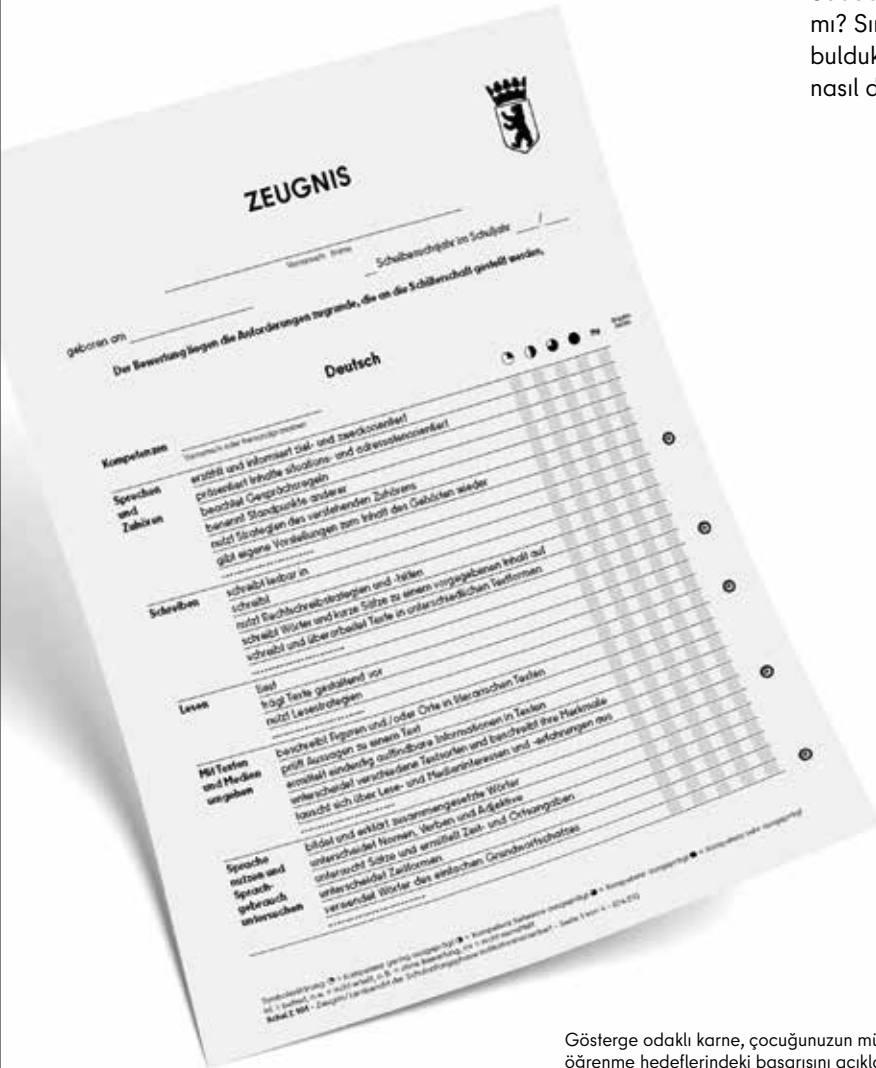 mı?
bulduk
nasıl
ZEUGNIS
Schulbesuchsjahr im Schuljahr ___/___
geboren am
Der Bewertung liegen die Anforderungen zugrunde, die an die Schülerschaft gestellt werden.
Deutsch
Kompetenzen
Sprechen
und
Zuhören
erzählt und informiert ziel- und zweckorientiert
präsentiert Inhalte situations- und adressatenorientiert
beachtet Gesprächsregeln
benennt Standpunkte anderer
nutzt Strategien des verstehenden Zuhörens
gibt eigene Vorstellungen zum Inhalt des Gehörten wieder
Schreiben
schreibt lesbar in
schreibt
nutzt Rechtschreibstrategien und -hilfen
schreibt Wörter und kurze Sätze zu einem vorgegebenen Inhalt auf
schreibt und überarbeitet Texte in unterschiedlichen Textformen
Lesen
liest
trägt Texte gestaltend vor
nutzt Lesestrategien
Mit Texten
und Medien
umgehen
beschreibt Figuren und/oder Orte in literarischen Texten
prüft Aussagen zu einem Text
ermittelt eindeutig auffindbare Informationen in Texten
unterscheidet verschiedene Textsorten und beschreibt ihre Merkmale
tauscht sich über Lese- und Medieninteressen und -erfahrungen aus
Sprache
nutzen und
Sprach-
gebrauch
untersuchen
bildet und erklärt zusammengesetzte Wörter
unterscheidet Nomen, Verben und Adjektive
untersucht Sätze und ermittelt Zeit- und Ortsangaben
unterscheidet Zeitformen
verwendet Wörter des einfachen Grundwortschatzes
Gösterge odaklı karne, çocuğunuzun
öğrenme hedeflerindeki başarısını